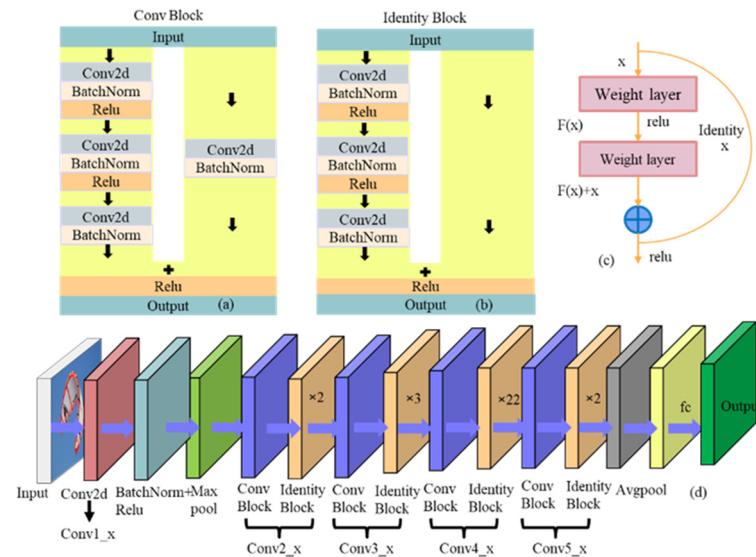 Conv Block
Input
Conv2d
BatchNorm
Relu
Conv2d
BatchNorm
Relu
Conv2d
BatchNorm
Conv2d
BatchNorm
+
Relu
Output
(a)
Identity Block
Input
Conv2d
BatchNorm
Relu
Conv2d
BatchNorm
Relu
Conv2d
BatchNorm
+
Relu
Output
(b)
x
Weight layer
F(x)
relu
Weight layer
F(x)+x
Identity
x
relu
(c)
×2
×3
×22
×2
fc
Output
Input
Conv2d
Conv1_x
BatchNorm+
Relu
Max
pool
Conv
Block
Identity
Block
Conv
Block
Identity
Block
Conv
Block
Identity
Block
Conv
Block
Identity
Block
Avgpool
(d)
Conv2_x
Conv3_x
Conv4_x
Conv5_x